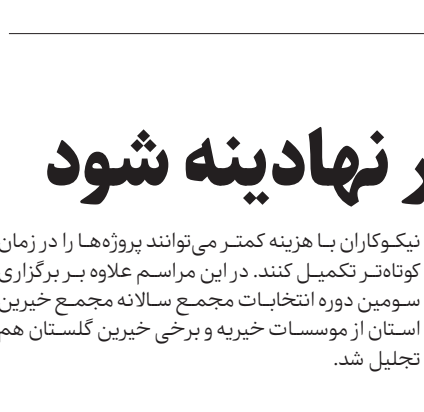 نهادینه شود
نیکوکاران با هزینه کمتر می‌توانند پروژه‌ها را در زمان
کوتاه‌تر تکمیل کنند. در این مراسم علاوه بر برگزاری
سومین دوره انتخابات مجمع سالانه مجمع خیرین
استان از موسسات خیریه و برخی خیرین گلستان هم
تجلیل شد.